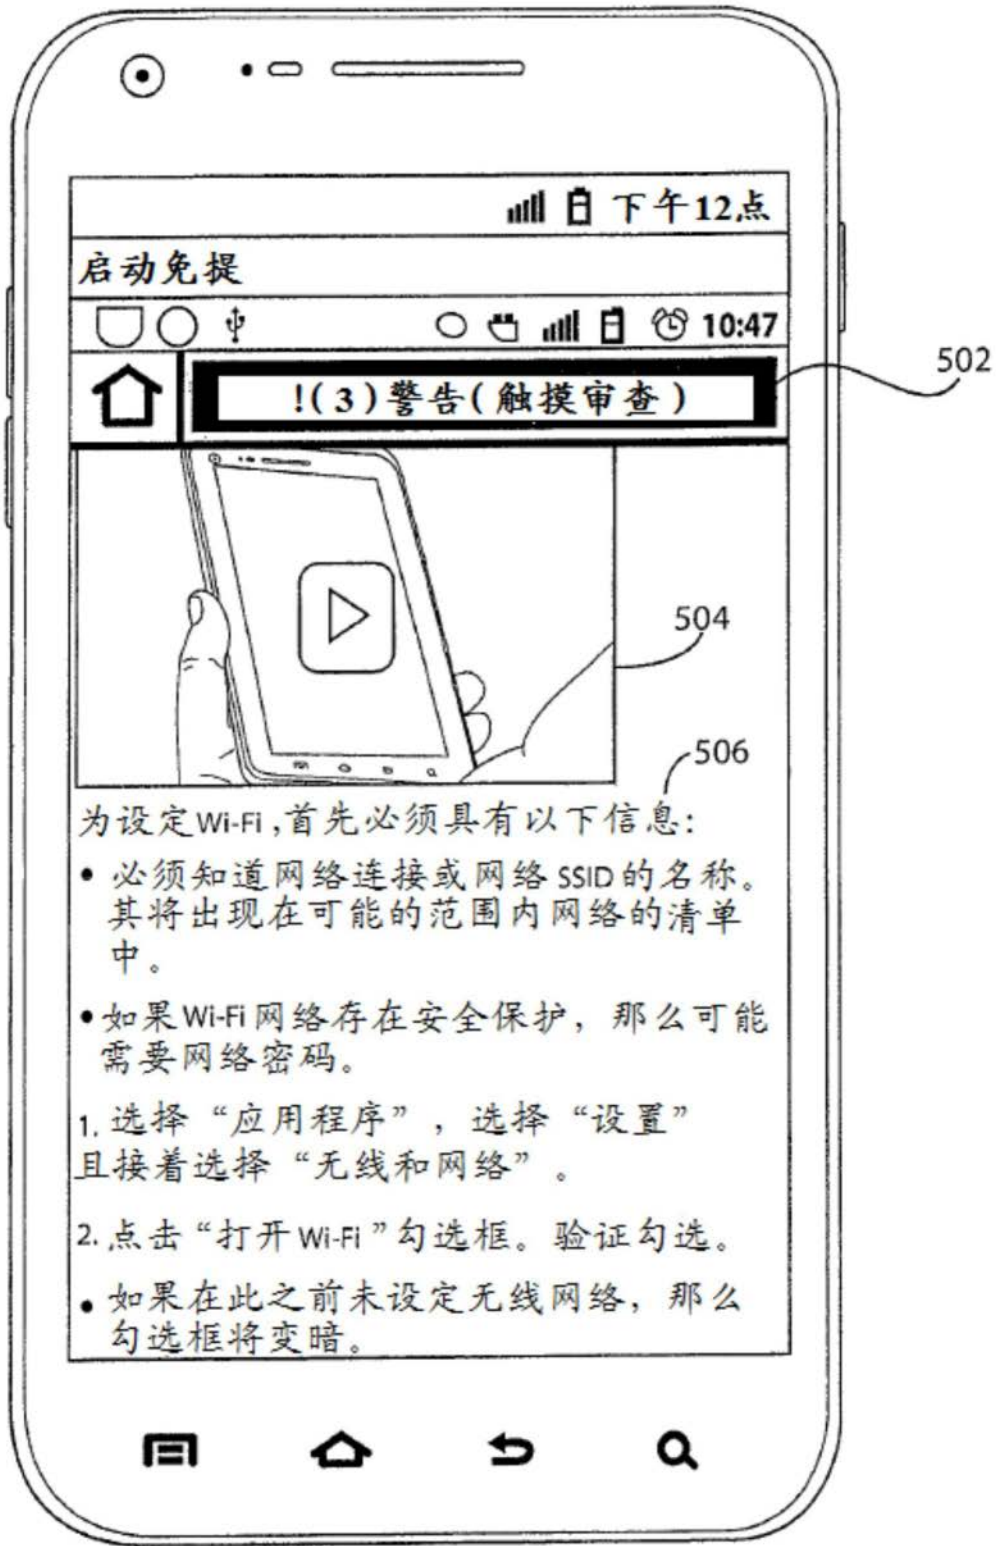 下午12点
启动免提
10:47
!(3)警告(触摸审查)
502
504
506
为设定Wi-Fi,首先必须具有以下信息:
• 必须知道网络连接或网络SSID的名称。
其将出现在可能的范围内网络的清单
中。
•如果Wi-Fi网络存在安全保护，那么可能
需要网络密码。
1. 选择“应用程序”，选择“设置”
且接着选择“无线和网络”。
2. 点击“打开Wi-Fi”勾选框。验证勾选。
• 如果在此之前未设定无线网络，那么
勾选框将变暗。